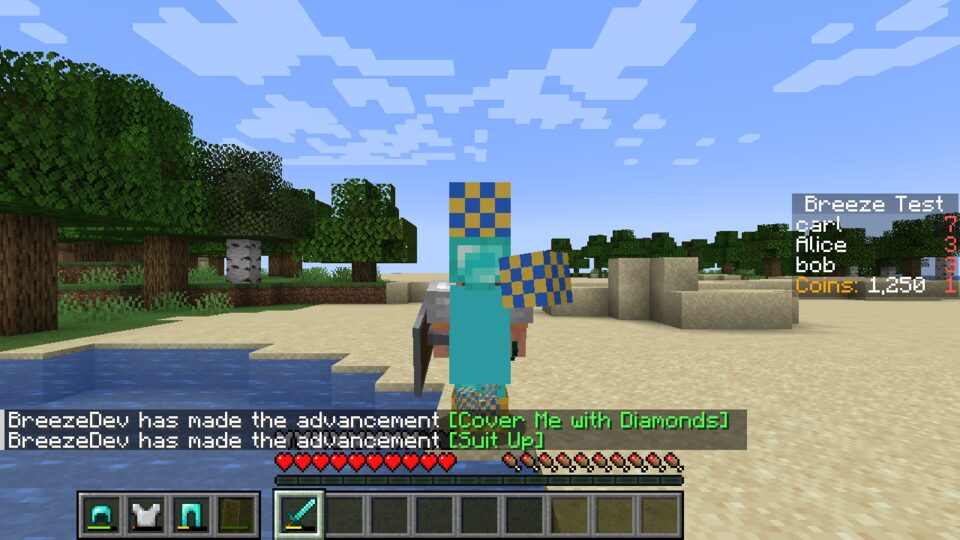 Breeze Test
carl 7
Alice 3
bob
Coins: 1,250 1
BreezeDev has made the advancement [Cover Me with Diamonds]
BreezeDev has made the advancement [Suit Up]